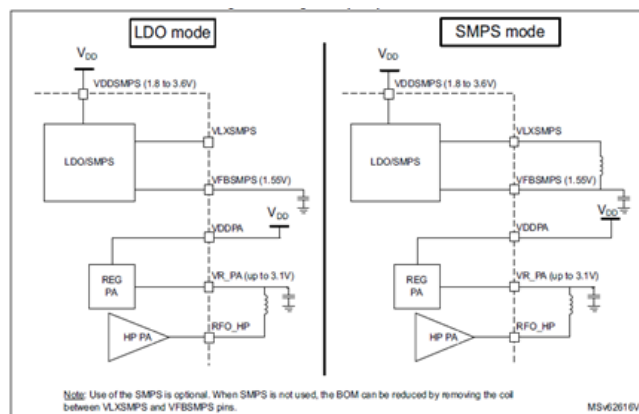 LDO mode
SMPS mode
VDD
VDD
VDDSMPS (1.8 to 3.6V)
VDDSMPS (1.8 to 3.6V)
VLXSMPS
VLXSMPS
LDO/SMPS
LDO/SMPS
VFBSMPS (1.55V)
VFBSMPS (1.55V)
VDD
VDD
VDDPA
VDDPA
REG
PA
REG
PA
VR_PA (up to 3.1V)
VR_PA (up to 3.1V)
HP PA
RFO_HP
HP PA
RFO_HP
Note: Use of the SMPS is optional. When SMPS is not used, the BOM can be reduced by removing the coil
between VLXSMPS and VFBSMPS pins.
MSv62616V